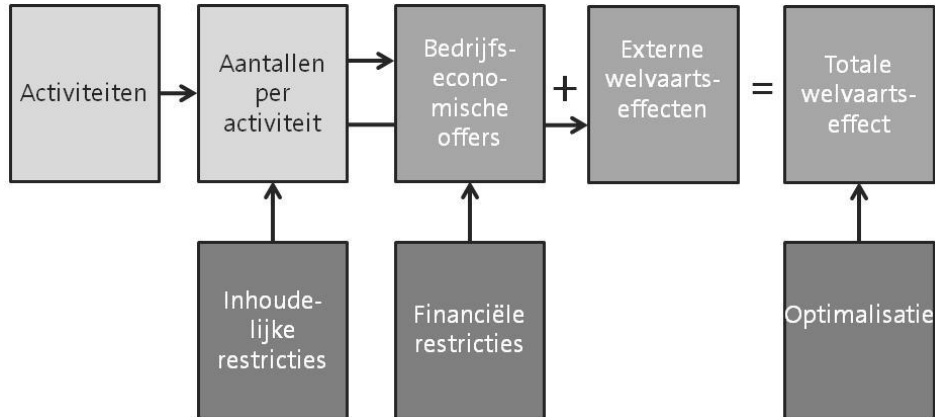 Activiteiten
Aantallen
per
activiteit
Bedrijfs-
econo-
mische
offers
+
Externe
welvaarts-
effecten
=
Totale
welvaarts-
effect
Inhoude-
lijke
restricties
Financiële
restricties
Optimalisatie